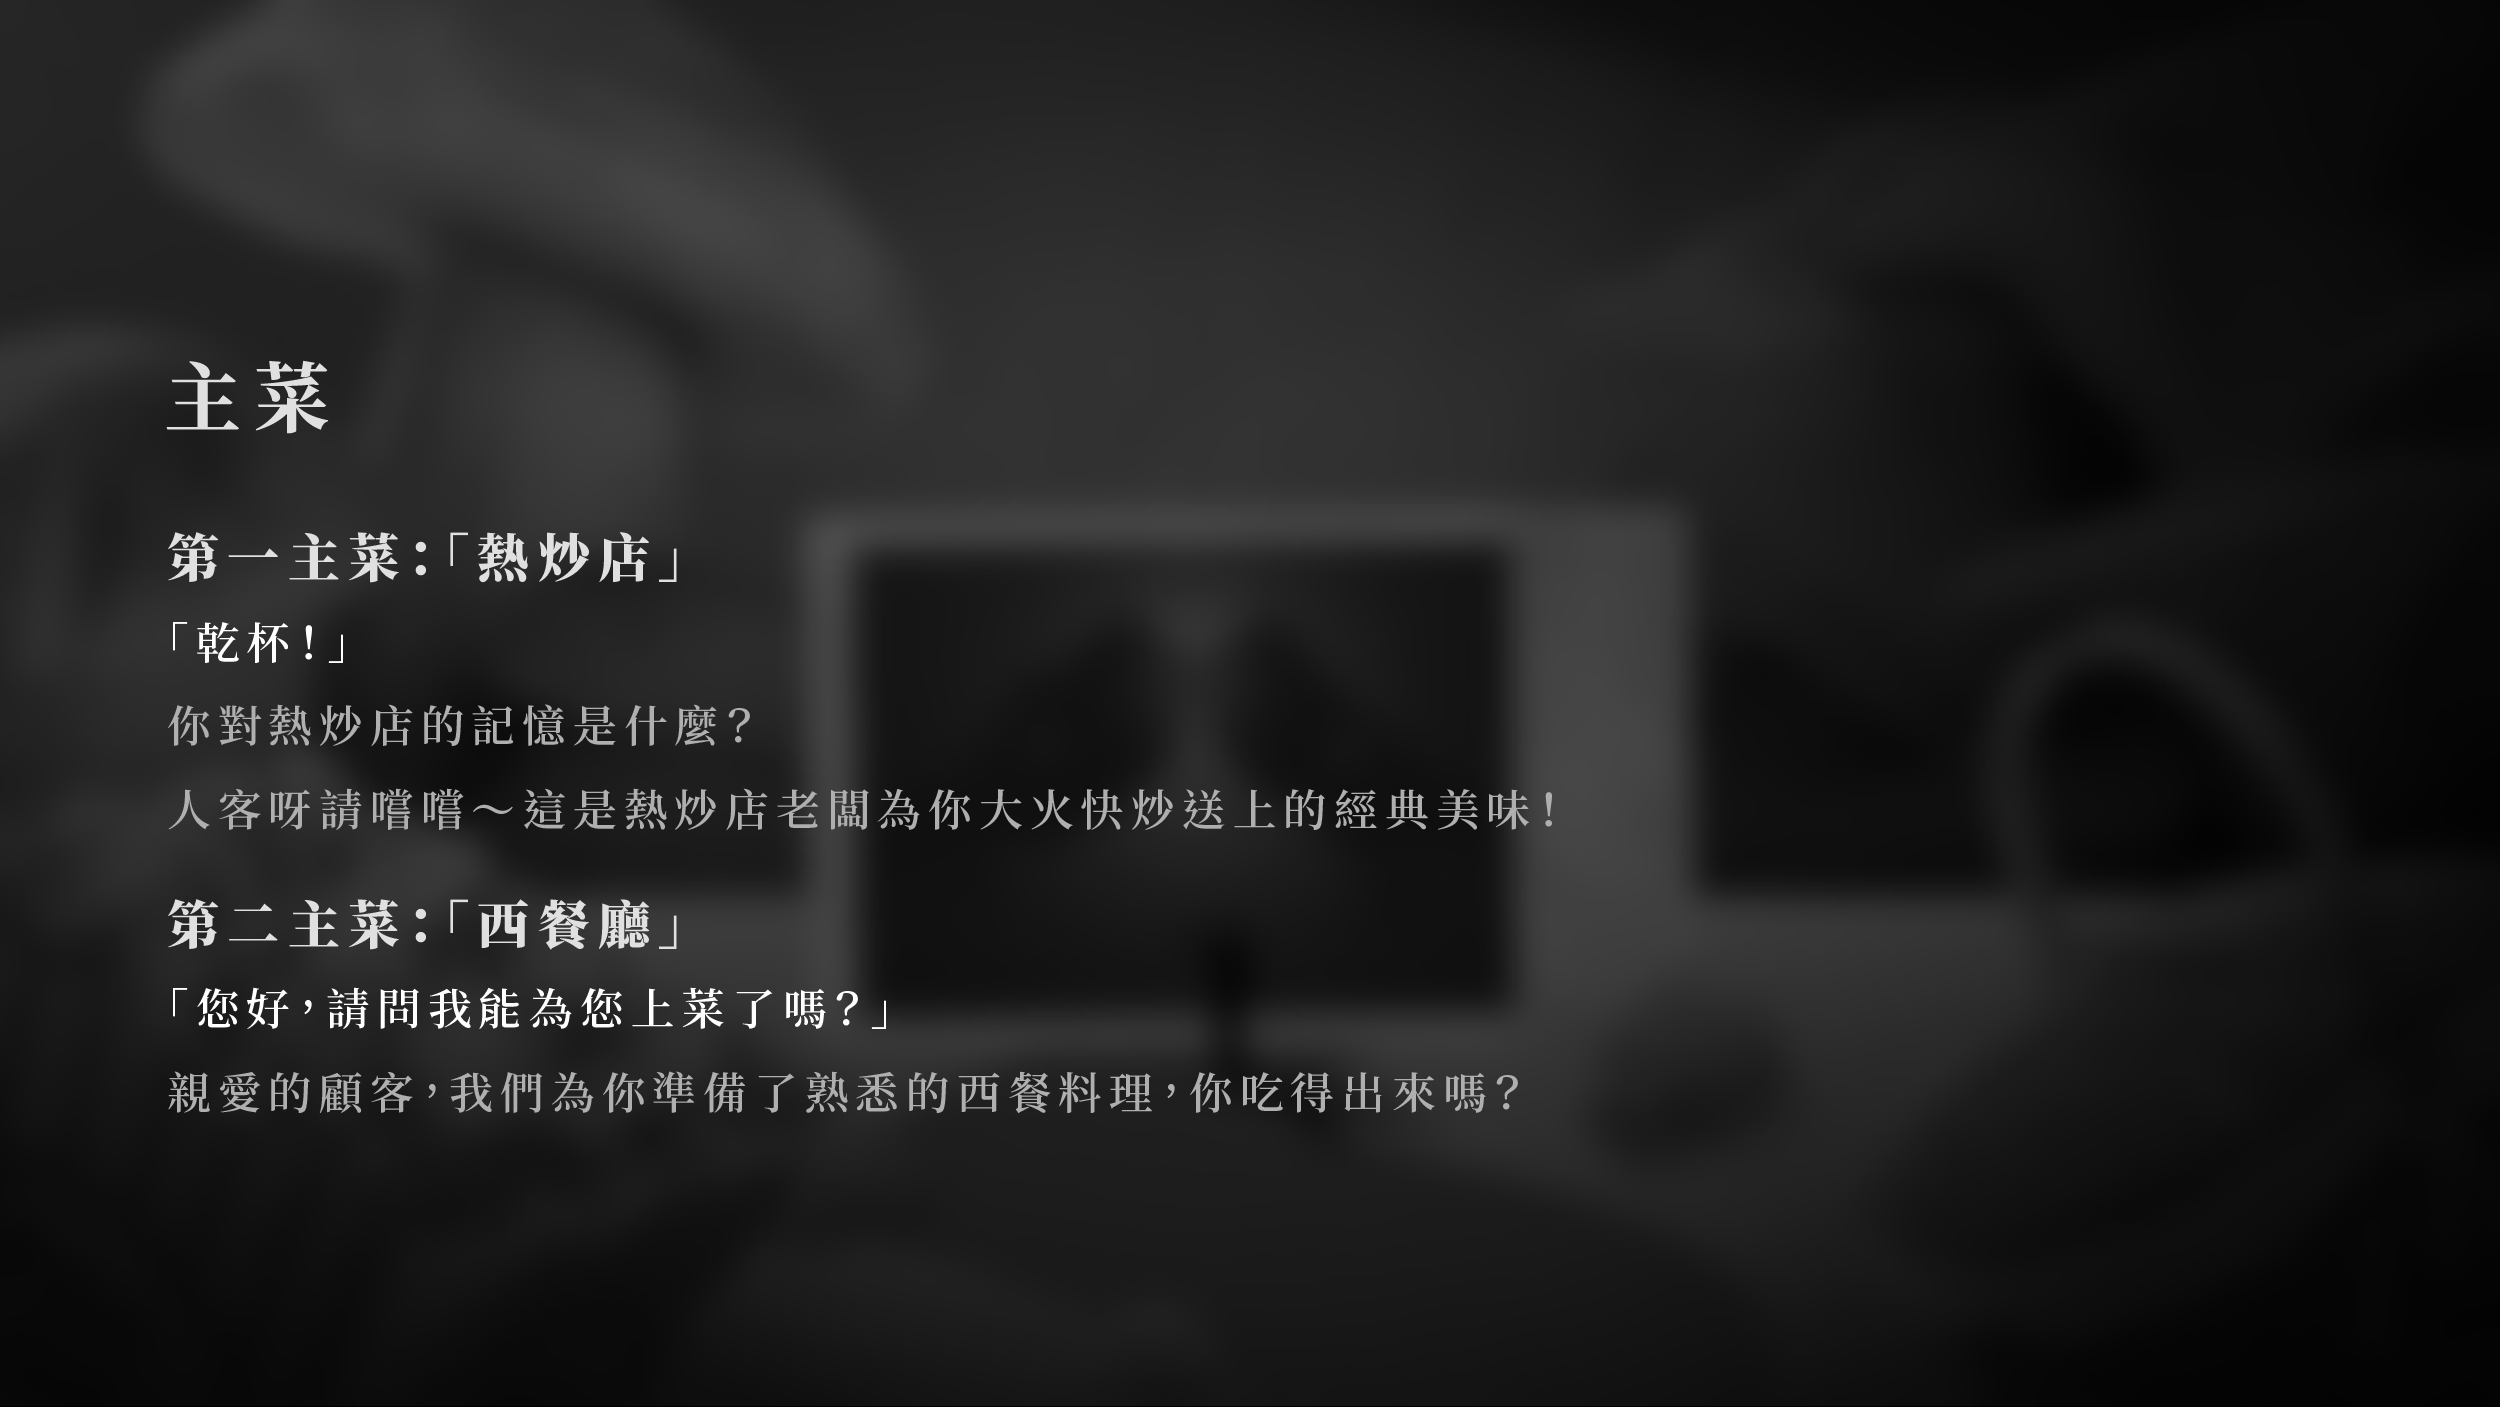 主菜
第一主菜：「熱炒店」
「乾杯！」
你對熱炒店的記憶是什麼？
人客呀請嚐嚐～這是熱炒店老闆為你大火快炒送上的經典美味！
第二主菜：「西餐廳」
「您好，請問我能為您上菜了嗎？」
親愛的顧客，我們為你準備了熟悉的西餐料理，你吃得出來嗎？